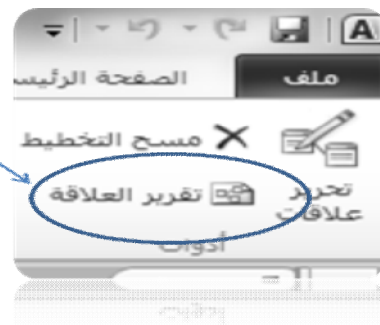 A
ملف الصفحة الرئيس
مسح التخطيط
تقرير العلاقة
تحرير علاقات
أدوات